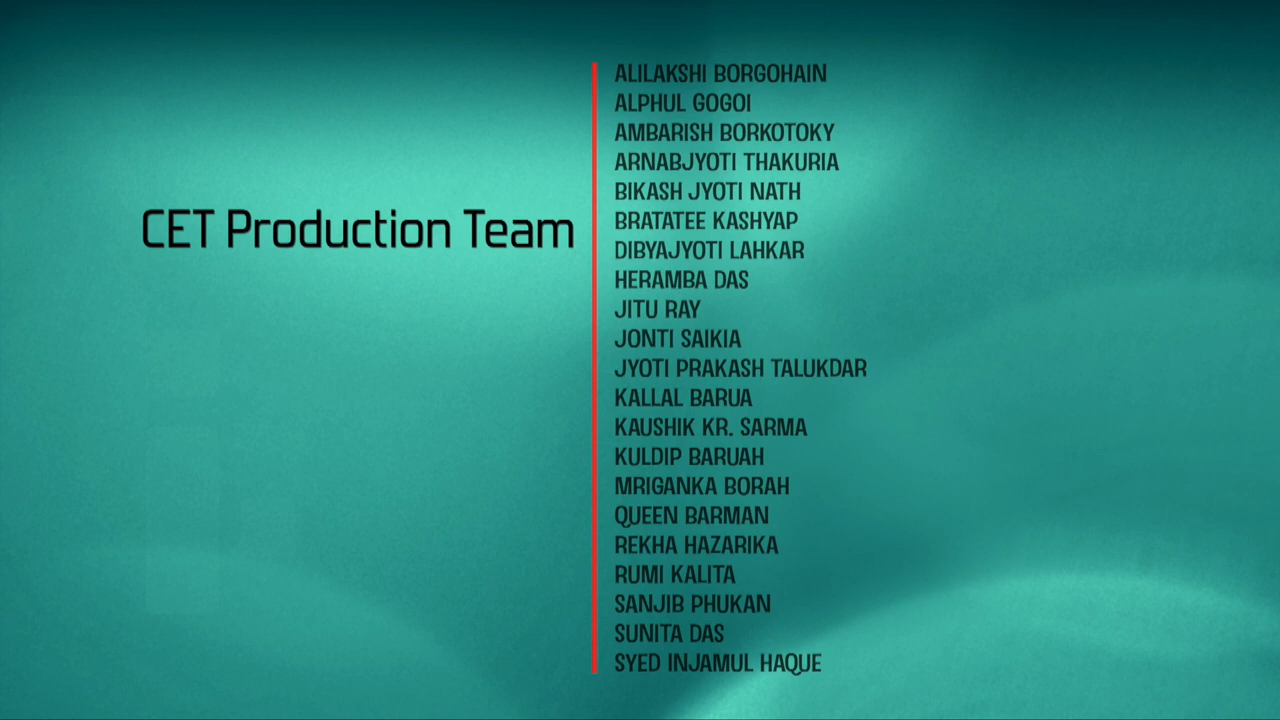 CET Production Team
ALILAKSHI BORGOHAIN
ALPHUL GOGOI
AMBARISH BORKOTOKY
ARNABJYOTI THAKURIA
BIKASH JYOTI NATH
BRATATEE KASHYAP
DIBYAJYOTI LAHKAR
HERAMBA DAS
JITU RAY
JONTI SAIKIA
JYOTI PRAKASH TALUKDAR
KALLAL BARUA
KAUSHIK KR. SARMA
KULDIP BARUAH
MRIGANKA BORAH
QUEEN BARMAN
REKHA HAZARIKA
RUMI KALITA
SANJIB PHUKAN
SUNITA DAS
SYED INJAMUL HAQUE